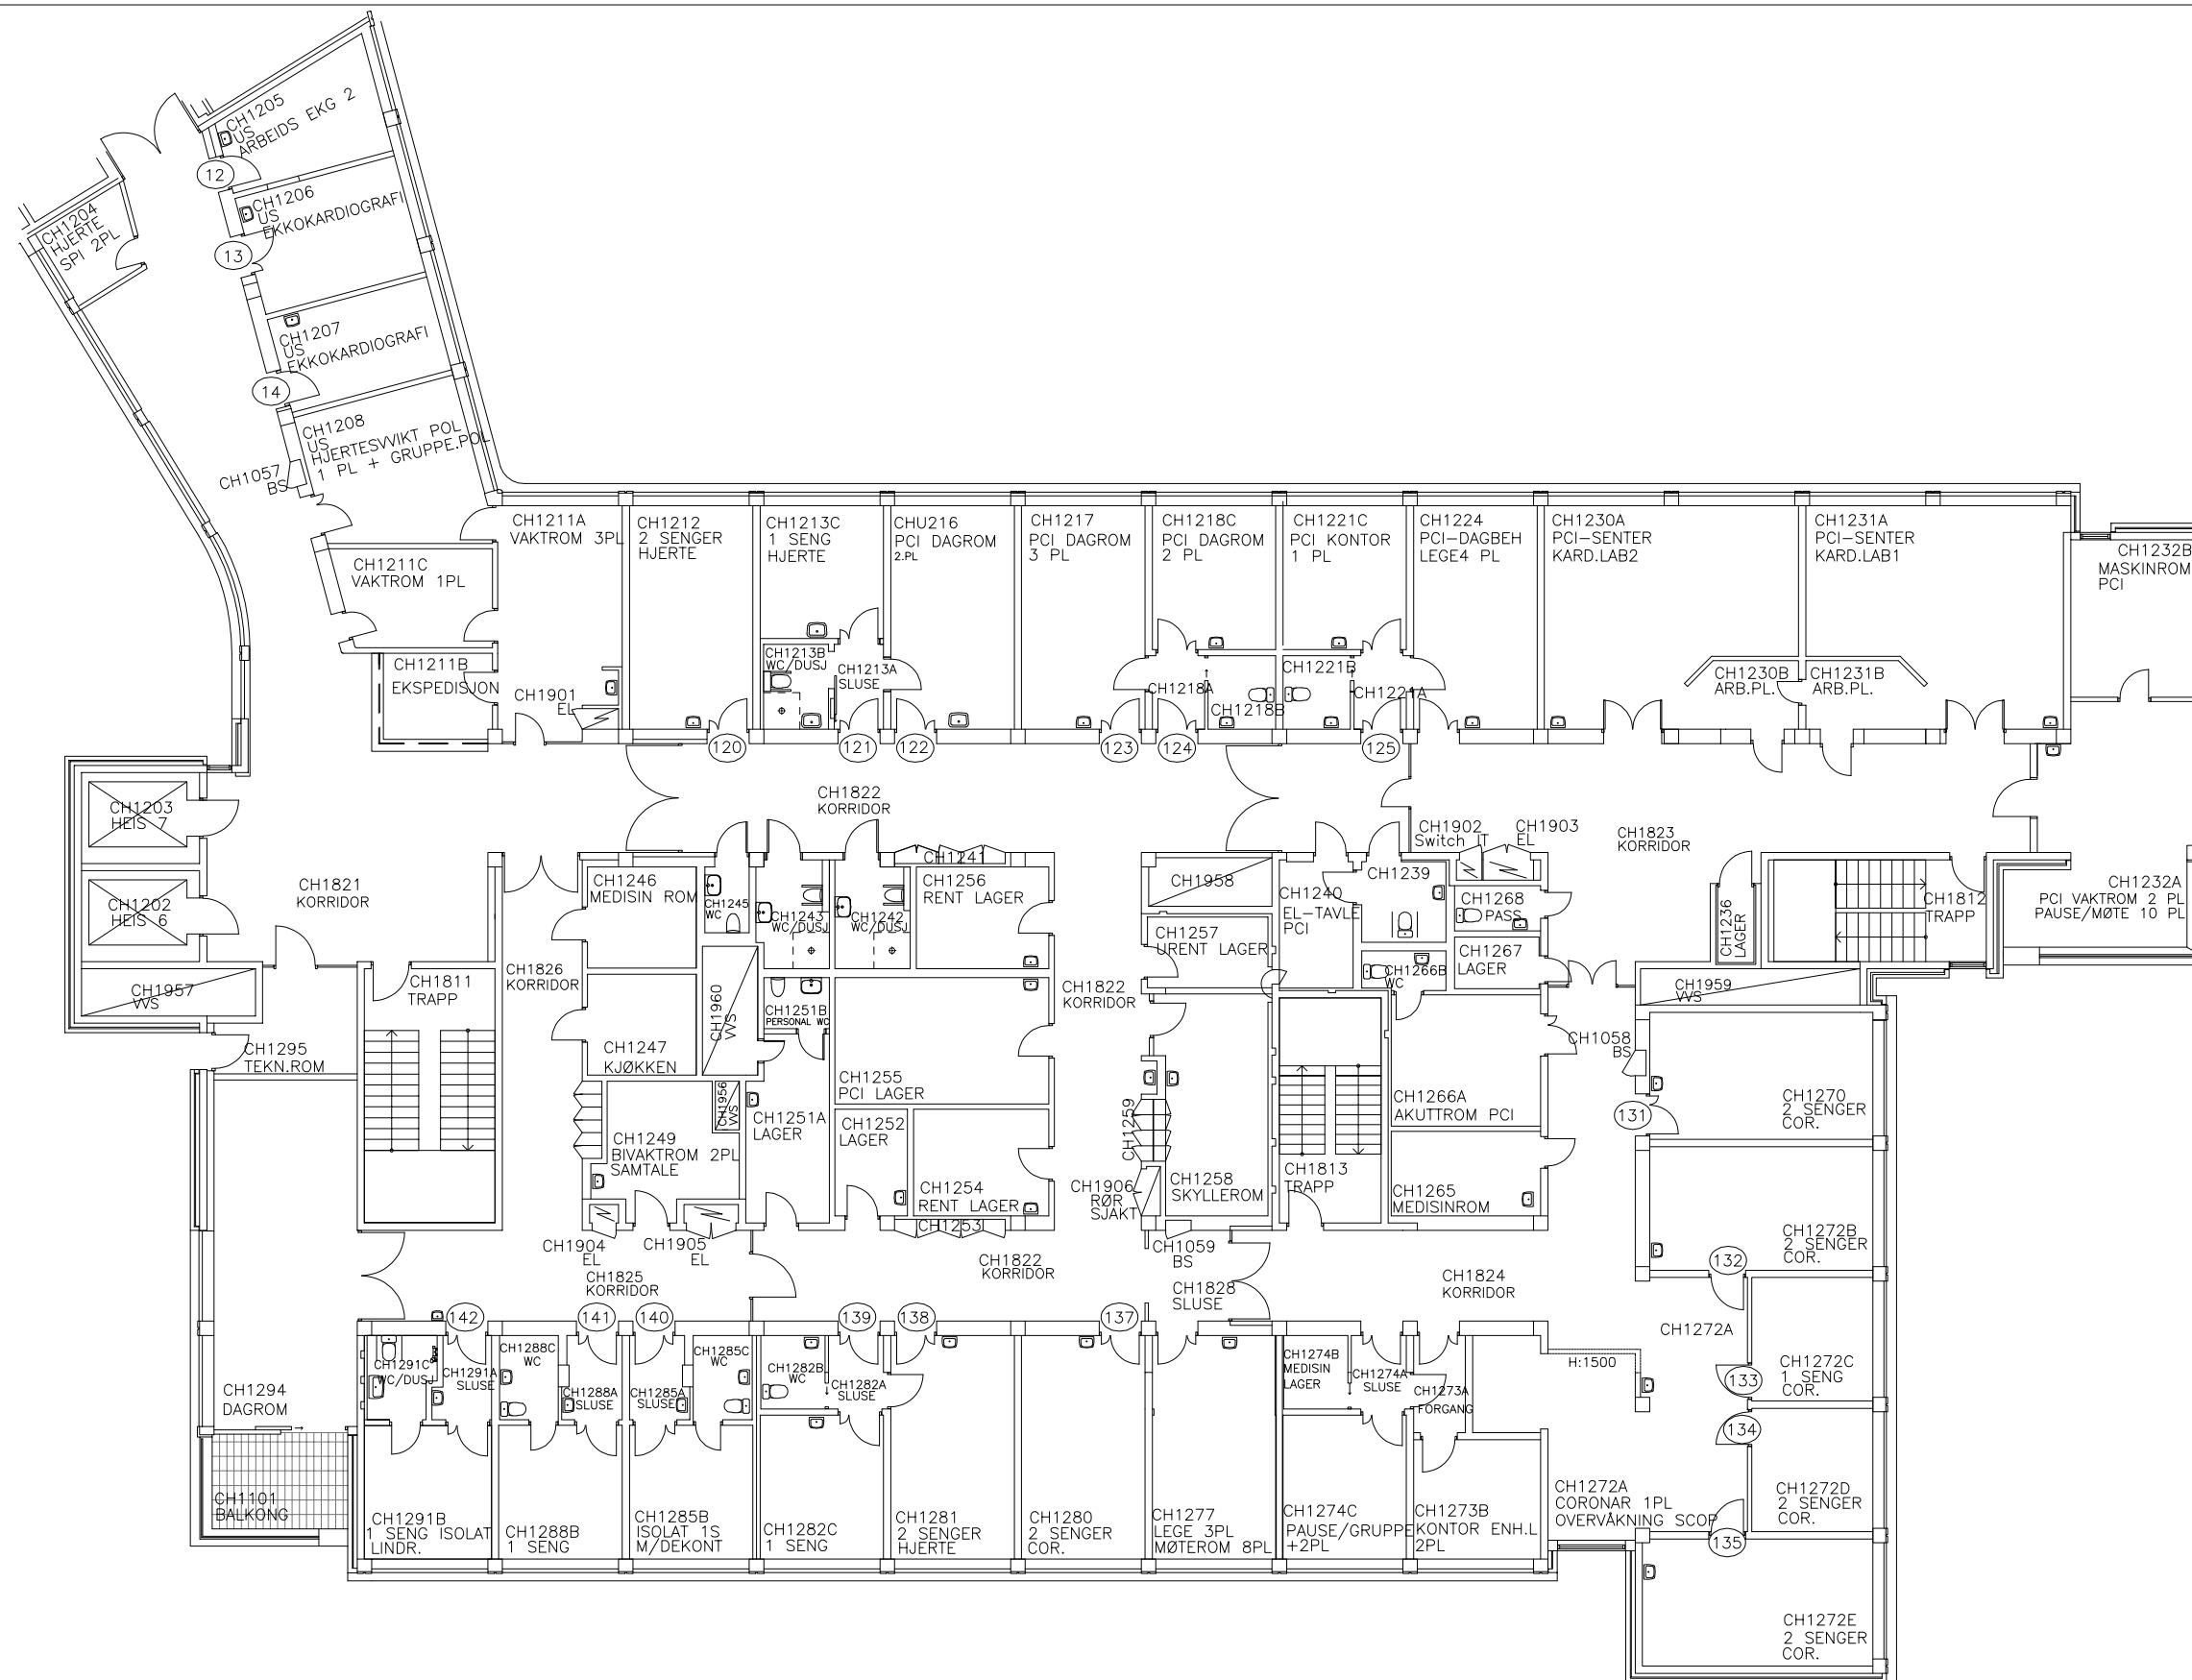 CH1205
US
ARBEIDS EKG 2
12
CH1204
HJERTE
SPI 2PL
CH1206
US
EKKOKARDIOGRAFI
13
CH1207
US
EKKOKARDIOGRAFI
14
CH1208
US
HJERTESVVIKT POL
1 PL + GRUPPE.POL
CH1057
BS
CH1211A
VAKTROM 3PL
CH1212
2 SENGER
HJERTE
CH1213C
1 SENG
HJERTE
CHU216
PCI DAGROM
2.PL
CH1217
PCI DAGROM
3 PL
CH1218C
PCI DAGROM
2 PL
CH1221C
PCI KONTOR
1 PL
CH1224
PCI-DAGBEH
LEGE4 PL
CH1230A
PCI-SENTER
KARD.LAB2
CH1231A
PCI-SENTER
KARD.LAB1
CH1232B
MASKINROM
PCI
CH1211C
VAKTROM 1PL
CH1211B
EKSPEDISJON
CH1901
EL
CH1213B
WC/DUSJ
CH1213A
SLUSE
CH1218A
CH1218B
CH1221B
CH1221A
CH1230B
ARB.PL.
CH1231B
ARB.PL.
120
121
122
123
124
125
CH1203
HEIS 7
CH1822
KORRIDOR
CH1902
Switch IT
CH1903
EL
CH1823
KORRIDOR
CH1202
HEIS 6
CH1821
KORRIDOR
CH1246
MEDISIN ROM
CH1245
WC
CH1243
WC/DUSJ
CH1242
WC/DUSJ
CH1241
CH1256
RENT LAGER
CH1958
CH1240
EL-TAVLE
PCI
CH1239
CH1268
PASS.
CH1236
LAGER
CH1812
TRAPP
CH1232A
PCI VAKTROM 2 PL
PAUSE/MØTE 10 PL
CH1257
URENT LAGER
CH1267
LAGER
CH1266B
WC
CH1957
VVS
CH1811
TRAPP
CH1826
KORRIDOR
CH1960
VVS
CH1251B
PERSONAL WC
CH1822
KORRIDOR
CH1959
VVS
CH1295
TEKN.ROM
CH1247
KJØKKEN
CH1255
PCI LAGER
CH1058
BS
CH1266A
AKUTTROM PCI
CH1270
2 SENGER
COR.
131
CH1956
VVS
CH1249
BIVAKTROM 2PL
SAMTALE
CH1251A
LAGER
CH1252
LAGER
CH1254
RENT LAGER
CH1253
CH1259
CH1906
RØR
SJAKT
CH1258
SKYLLEROM
CH1813
TRAPP
CH1265
MEDISINROM
CH1272B
2 SENGER
COR.
132
CH1904
EL
CH1905
EL
CH1825
KORRIDOR
CH1822
KORRIDOR
CH1059
BS
CH1828
SLUSE
CH1824
KORRIDOR
142
141
140
139
138
137
CH1272A
H:1500
CH1272C
1 SENG
COR.
133
134
CH1294
DAGROM
CH1291C
WC/DUSJ
CH1291A
SLUSE
CH1288C
WC
CH1288A
SLUSE
CH1285A
SLUSE
CH1285C
WC
CH1282B
WC
CH1282A
SLUSE
CH1274B
MEDISIN
LAGER
CH1274A
SLUSE
CH1273A
FORGANG
CH1101
BALKONG
CH1291B
1 SENG ISOLAT
LINDR.
CH1288B
1 SENG
CH1285B
ISOLAT 1S
M/DEKONT
CH1282C
1 SENG
CH1281
2 SENGER
HJERTE
CH1280
2 SENGER
COR.
CH1277
LEGE 3PL
MØTEROM 8PL
CH1274C
PAUSE/GRUPPE
+2PL
CH1273B
KONTOR ENH.L
2PL
CH1272A
CORONAR 1PL
OVERVÅKNING SCOP
CH1272D
2 SENGER
COR.
135
CH1272E
2 SENGER
COR.